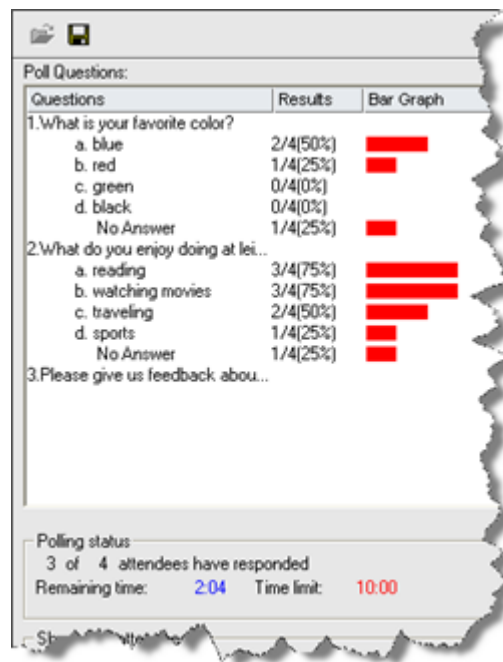 Poll Questions:
Questions Results Bar Graph
1.What is your favorite color?
a. blue 2/4(50%)
b. red 1/4(25%)
c. green 0/4(0%)
d. black 0/4(0%)
No Answer 1/4(25%)
2.What do you enjoy doing at lei...
a. reading 3/4(75%)
b. watching movies 3/4(75%)
c. traveling 2/4(50%)
d. sports 1/4(25%)
No Answer 1/4(25%)
3.Please give us feedback abou...
Polling status
3 of 4 attendees have responded
Remaining time: 2:04 Time limit: 10:00